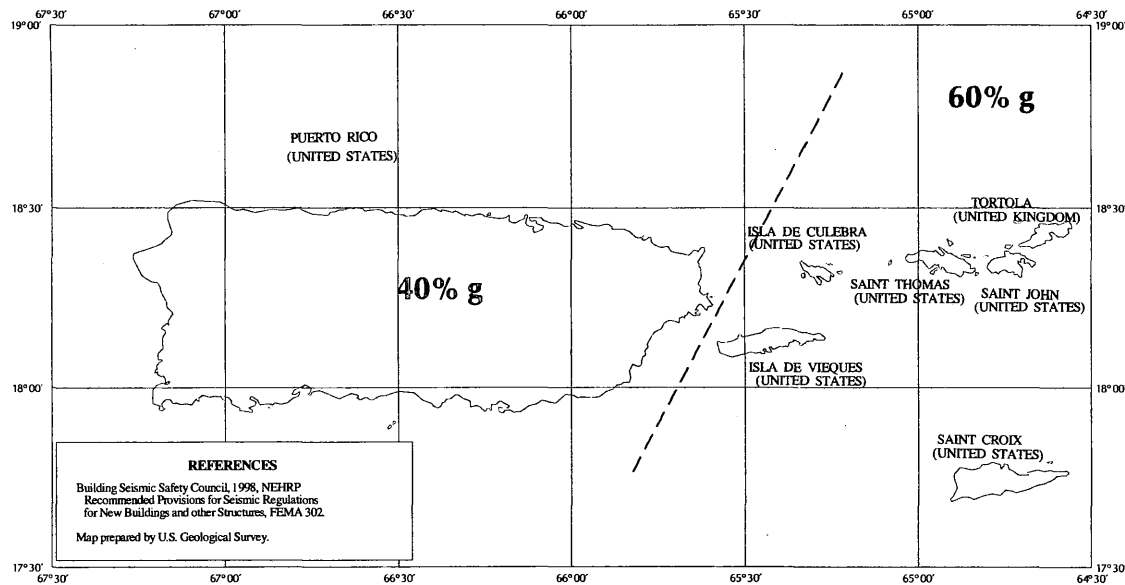 67°30' 67°00' 66°30' 66°00' 65°30' 65°00' 64°30'
19°00' 19°00'
60% g
PUERTO RICO
(UNITED STATES)
18°30' 18°30'
TORTOLA
(UNITED KINGDOM)
ISLA DE CULEBRA
(UNITED STATES)
40% g
SAINT THOMAS
(UNITED STATES)
SAINT JOHN
(UNITED STATES)
ISLA DE VIEQUES
(UNITED STATES)
18°00' 18°00'
SAINT CROIX
(UNITED STATES)
REFERENCES
Building Seismic Safety Council, 1998, NEHRP
Recommended Provisions for Seismic Regulations
for New Buildings and other Structures, FEMA 302.
Map prepared by U.S. Geological Survey.
17°30' 17°30'
67°30' 67°00' 66°30' 66°00' 65°30' 65°00' 64°30'